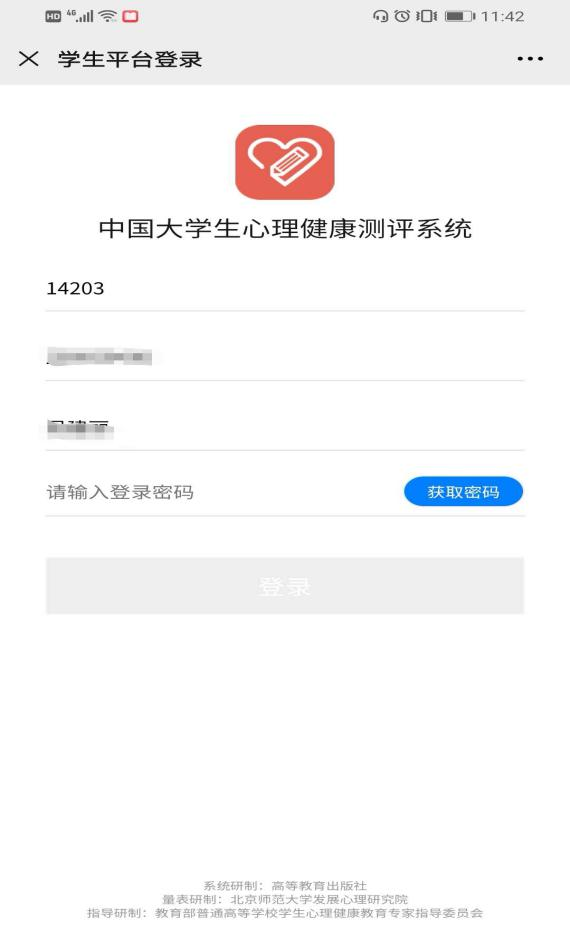 HD 4G 11:42
学生平台登录
中国大学生心理健康测评系统
14203
请输入登录密码 获取密码
登录
系统研制：高等教育出版社
量表研制：北京师范大学发展心理研究院
指导研制：教育部普通高等学校学生心理健康教育专家指导委员会